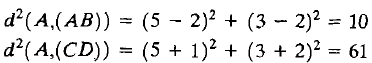 d²(A,(AB)) = (5 − 2)² + (3 − 2)² = 10
d²(A,(CD)) = (5 + 1)² + (3 + 2)² = 61